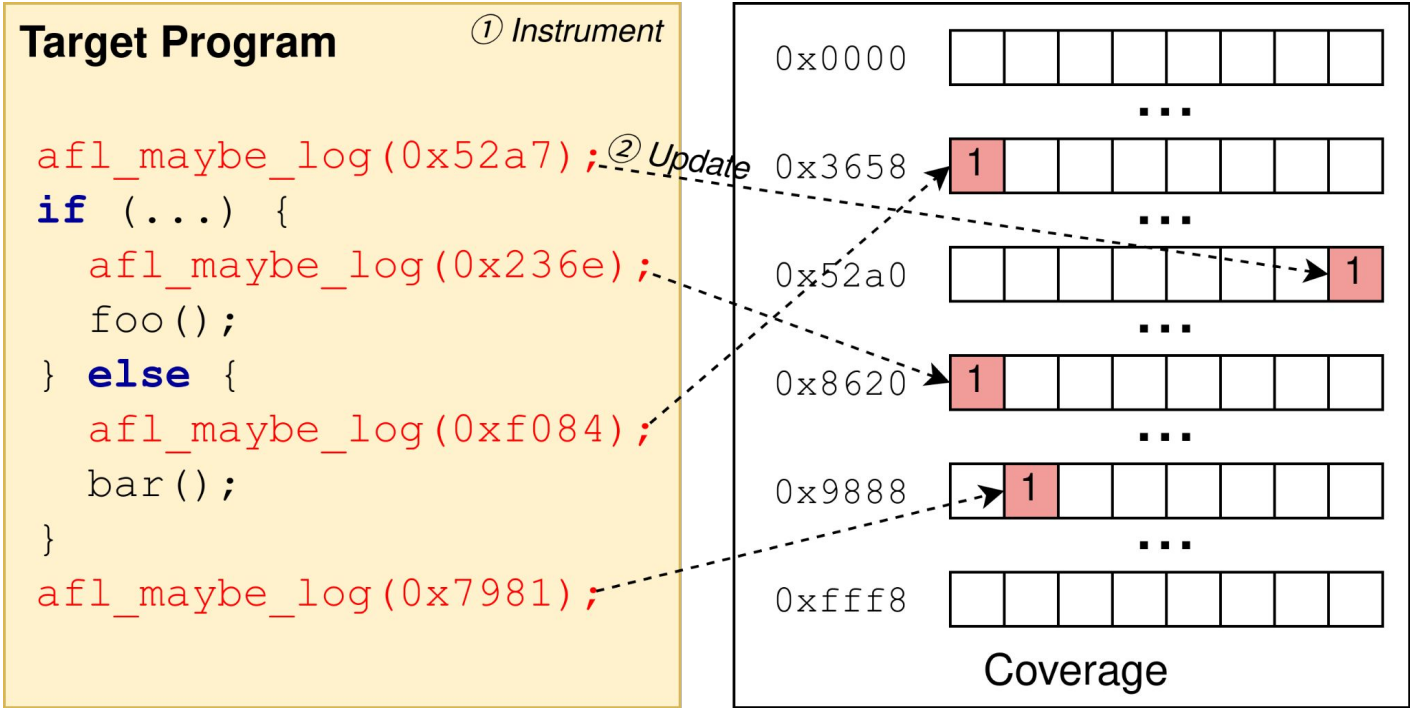 Target Program
① Instrument
afl_maybe_log(0x52a7);
if (...) {
afl_maybe_log(0x236e);
foo();
} else {
afl_maybe_log(0xf084);
bar();
}
afl_maybe_log(0x7981);
② Update
0x0000
...
0x3658 1
...
0x52a0 1
...
0x8620 1
...
0x9888 1
...
0xfff8
Coverage